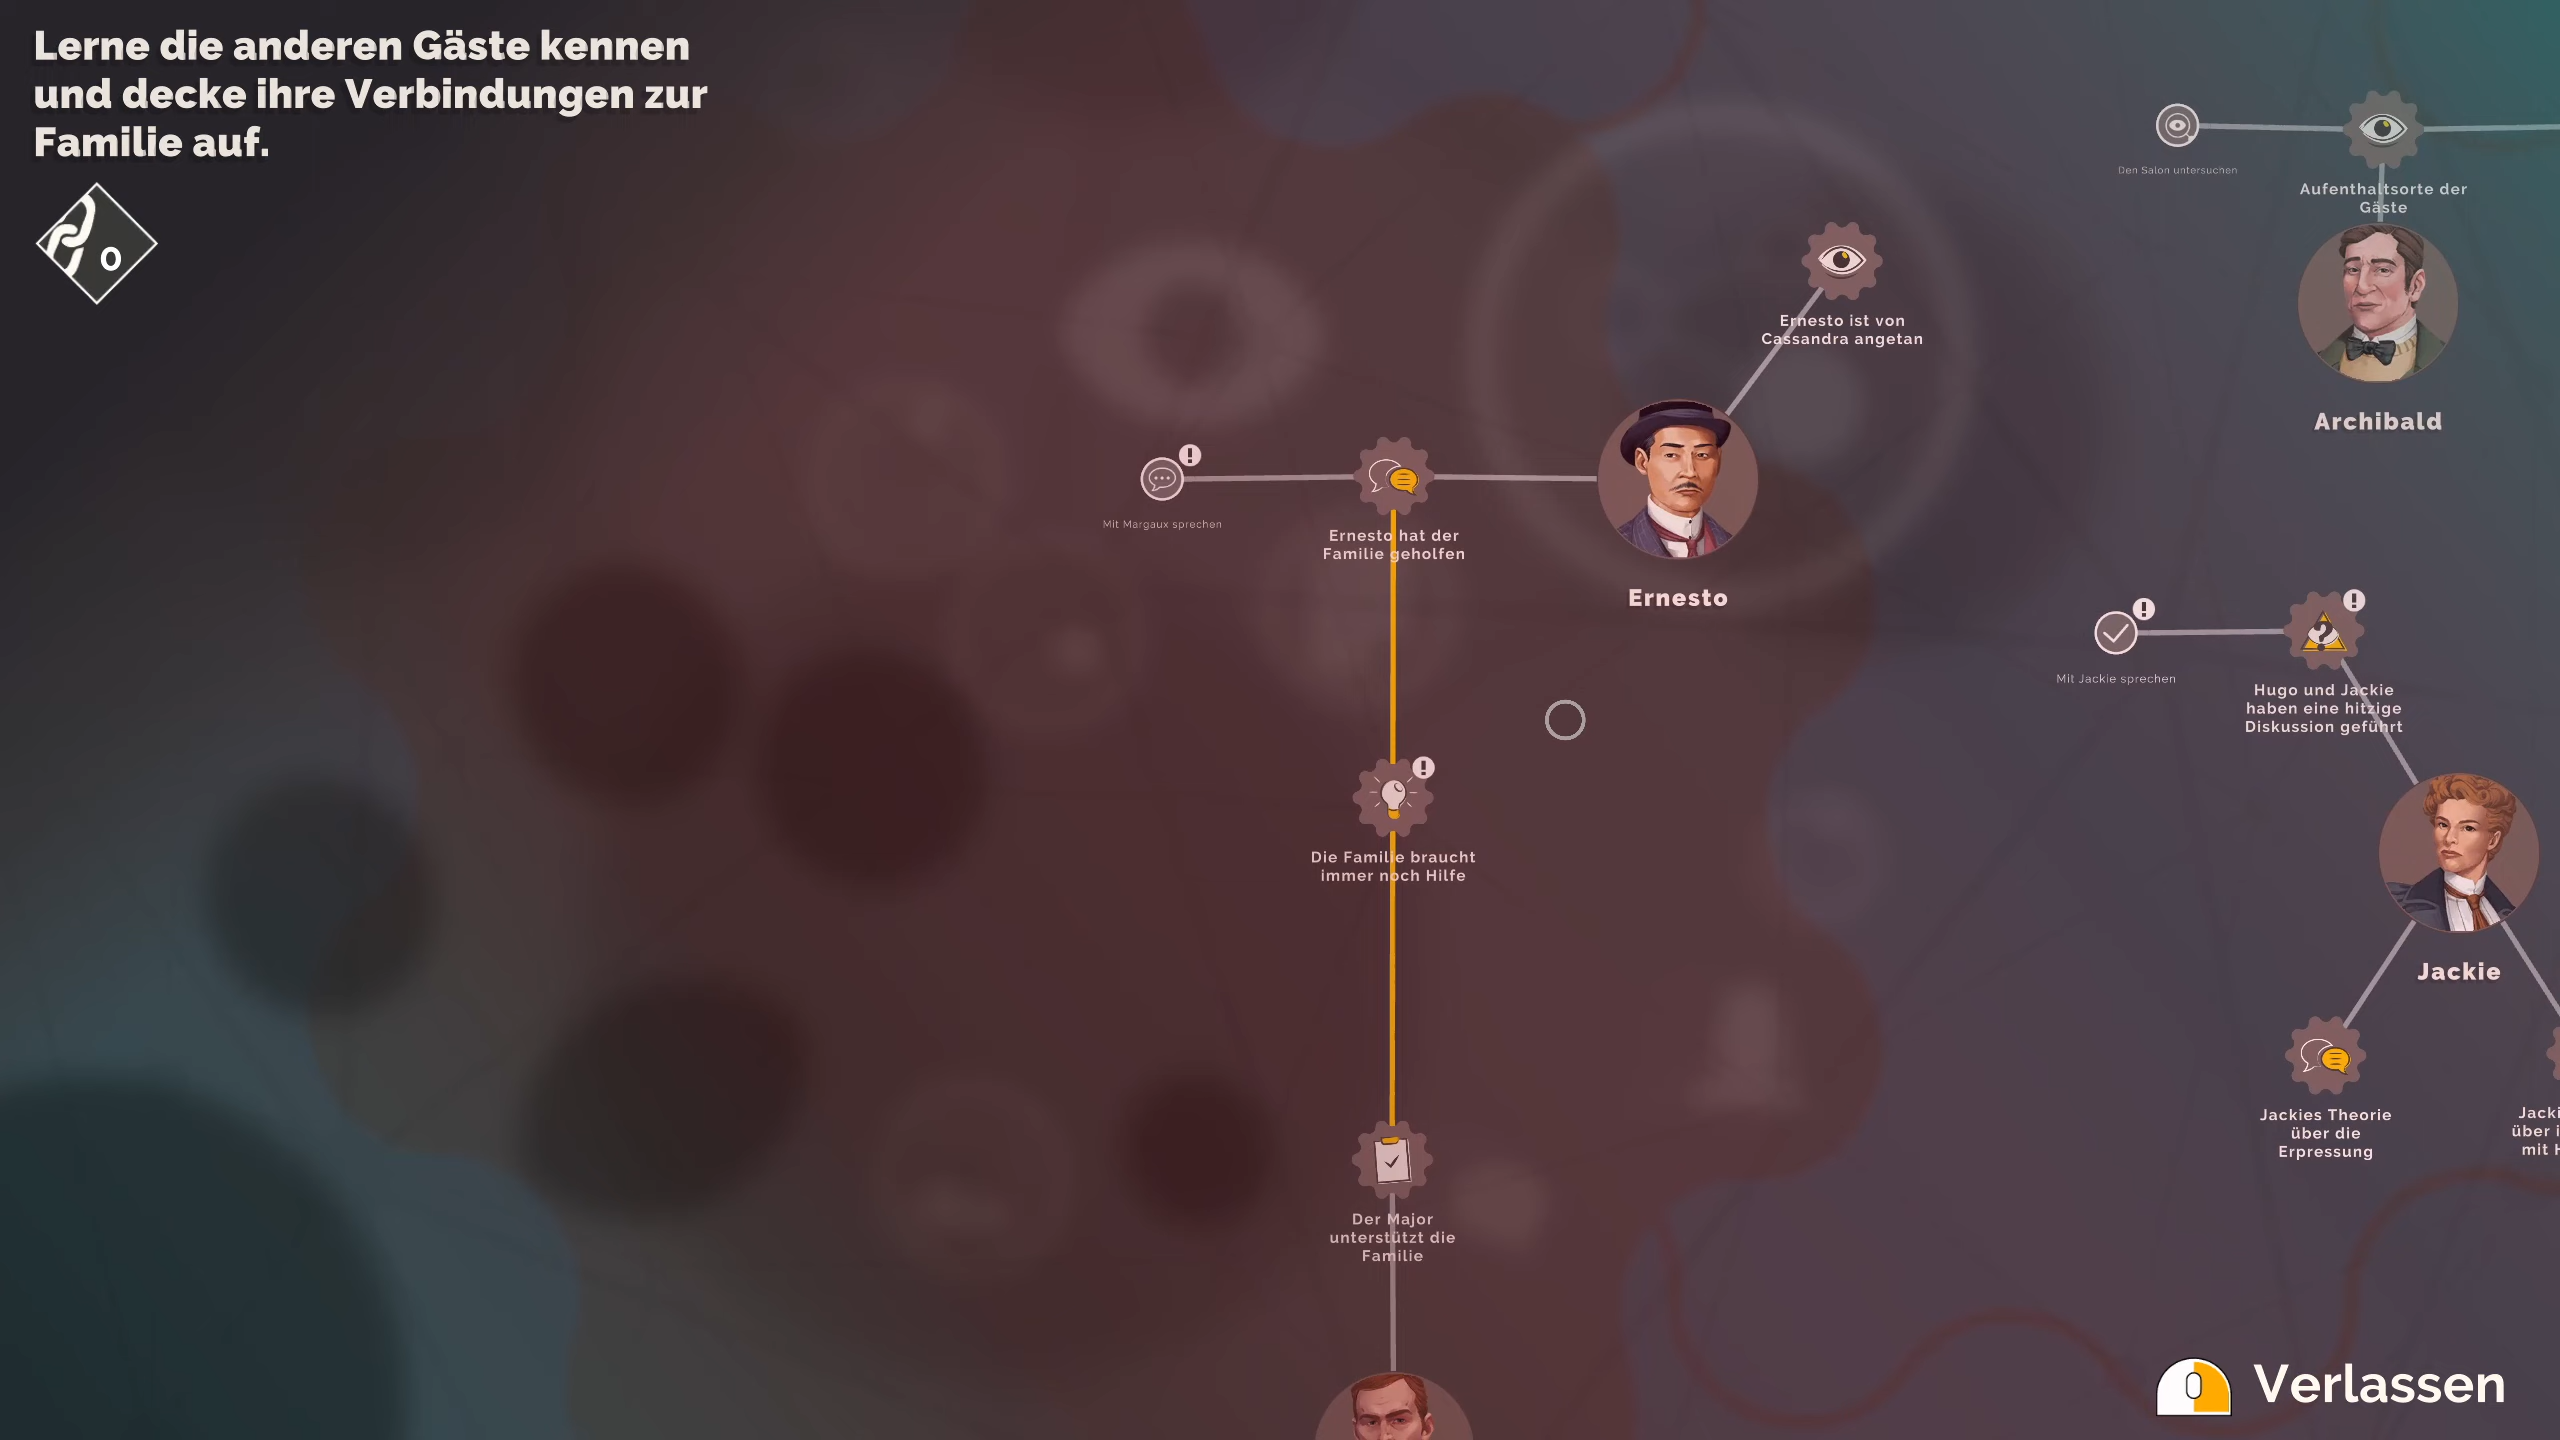 Lerne die anderen Gäste kennen
und decke ihre Verbindungen zur
Familie auf.
0
Den Salon untersuchen
Aufenthaltsorte der
Gäste
Archibald
Ernesto ist von
Cassandra angetan
Mit Margaux sprechen
Ernesto hat der
Familie geholfen
Ernesto
Mit Jackie sprechen
Hugo und Jackie
haben eine hitzige
Diskussion geführt
Die Familie braucht
immer noch Hilfe
Jackie
Jackies Theorie
über die
Erpressung
Der Major
unterstützt die
Familie
Verlassen